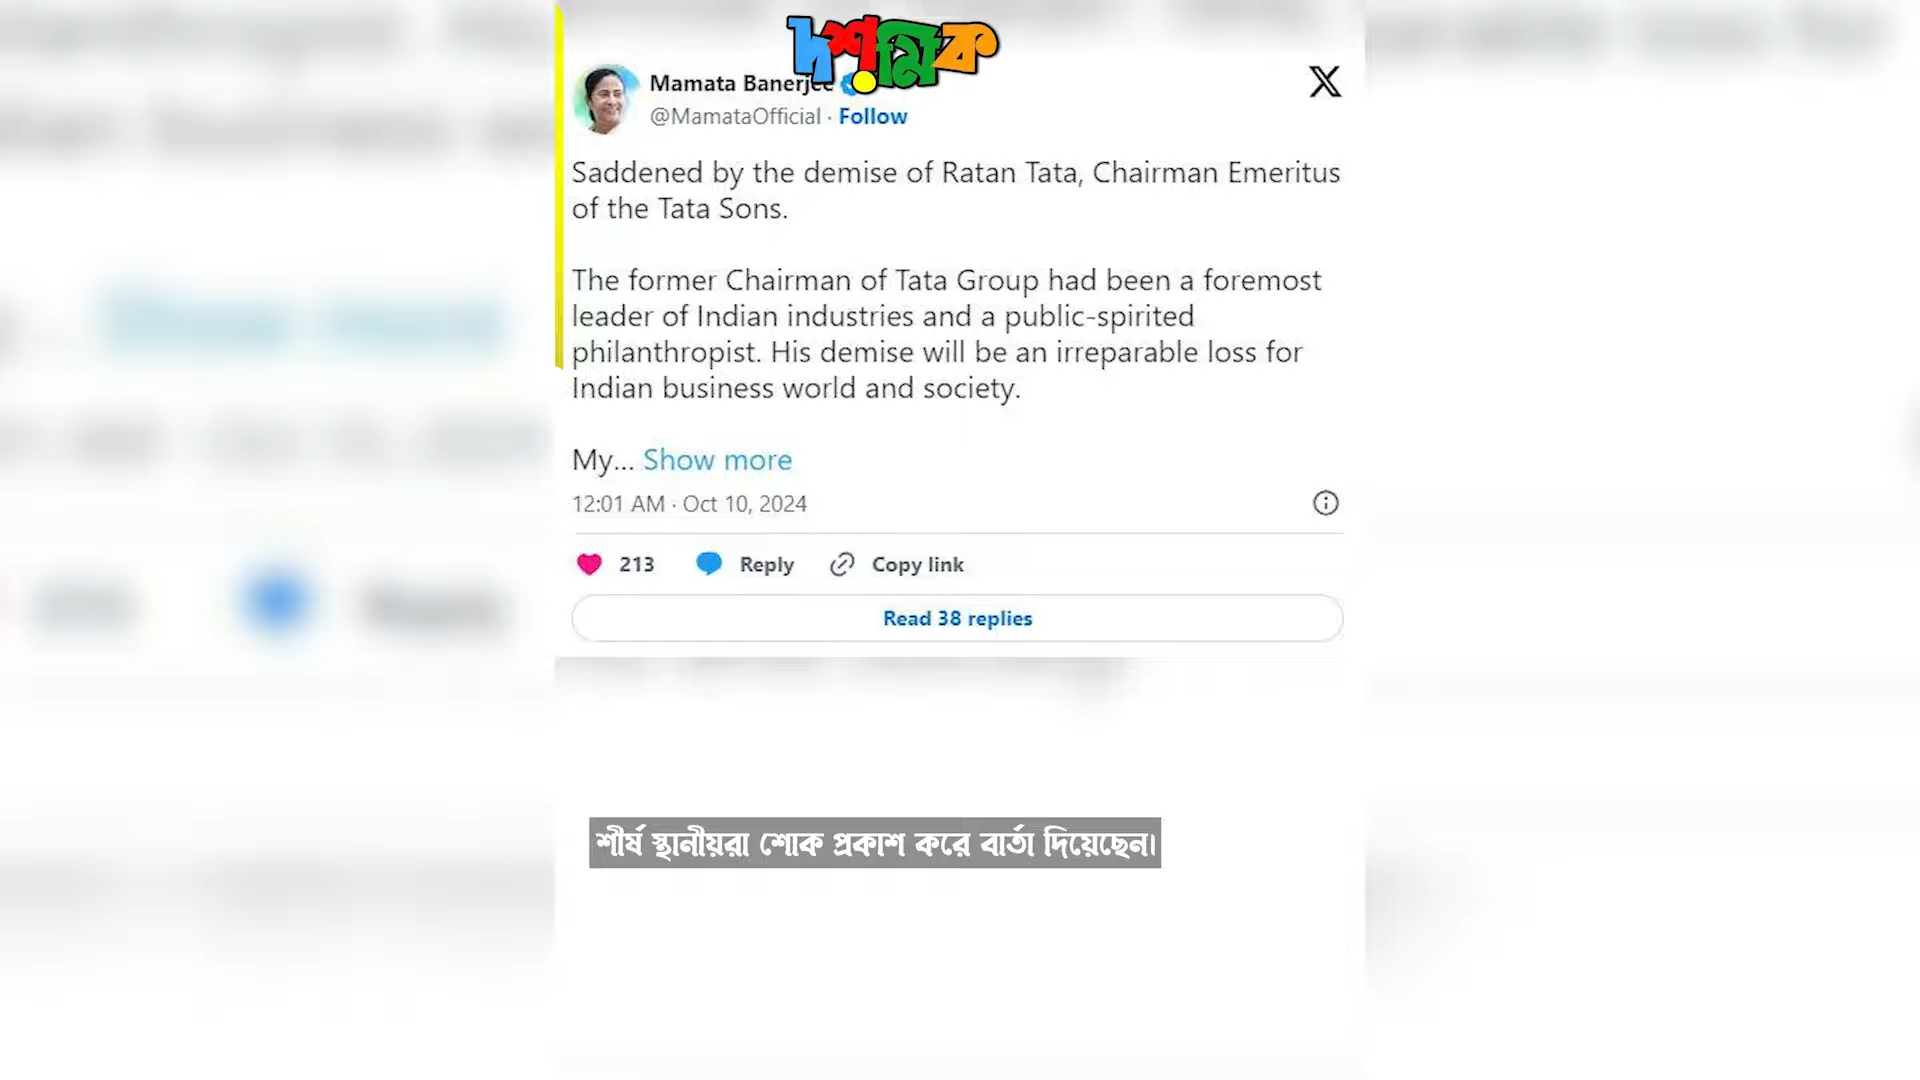 দশমিক
Mamata Banerjee
@MamataOfficial · Follow
Saddened by the demise of Ratan Tata, Chairman Emeritus
of the Tata Sons.
The former Chairman of Tata Group had been a foremost
leader of Indian industries and a public-spirited
philanthropist. His demise will be an irreparable loss for
Indian business world and society.
My... Show more
12:01 AM · Oct 10, 2024
213 Reply Copy link
Read 38 replies
শীর্ষ স্থানীয়রা শোক প্রকাশ করে বার্তা দিয়েছেন।